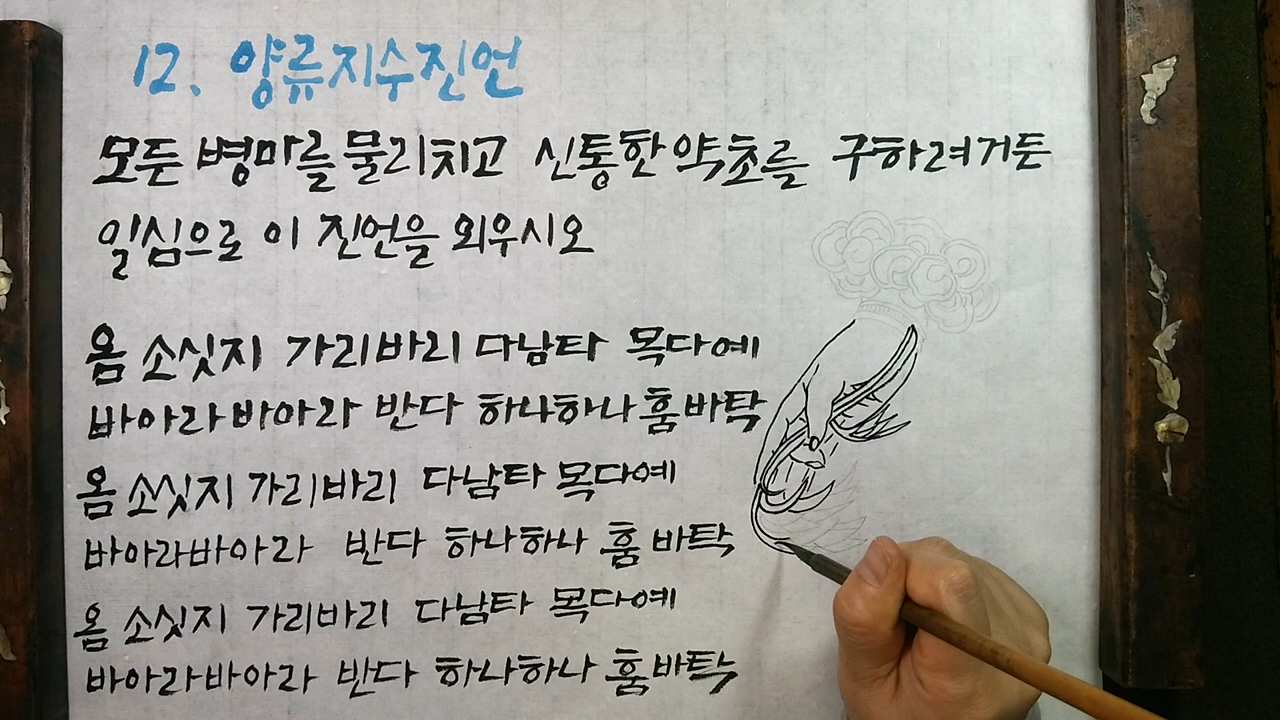 12. 양류지수진언
모든 병마를 물리치고 신통한 약초를 구하려거든
일심으로 이 진언을 외우시오
옴 소싯지 가리바리 다남타 목다예
바아라바아라 반다 하나하나 훔바탁
옴 소싯지 가리바리 다남타 목다예
바아라바아라 반다 하나하나 훔 바탁
옴 소싯지 가리바리 다남타 목다예
바아라바아라 반다 하나하나 훔바탁